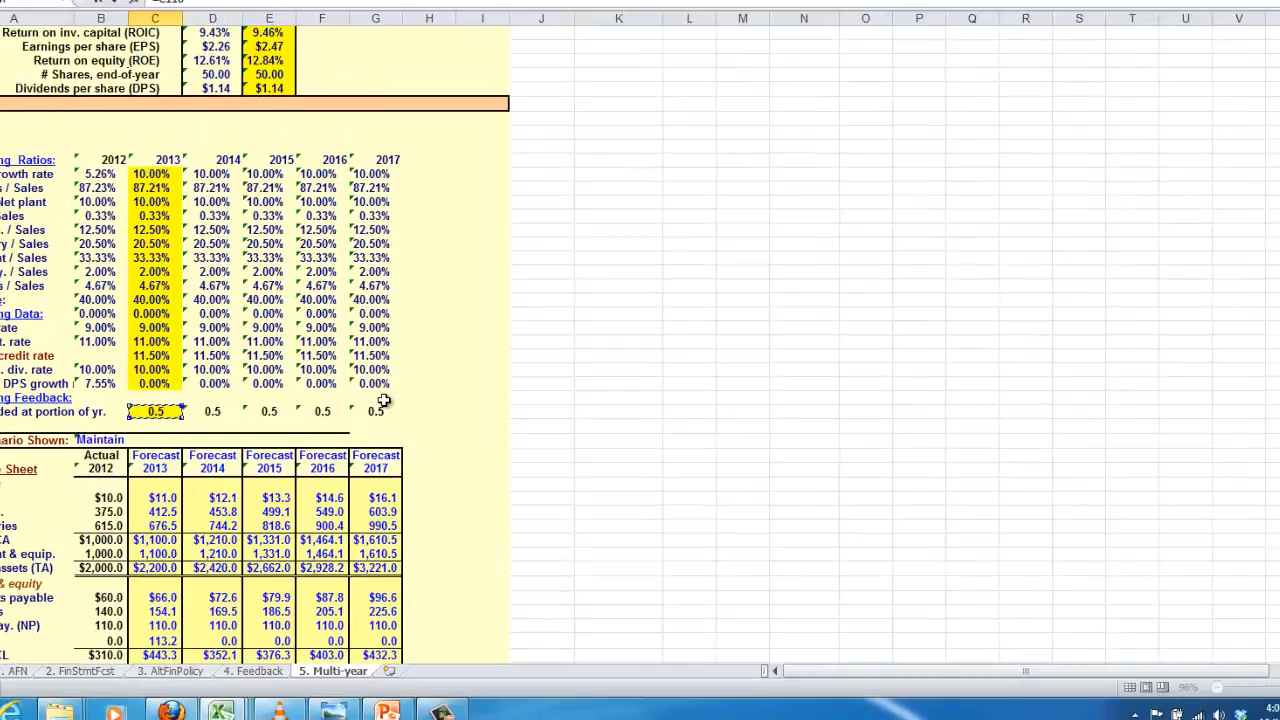 A B C D E F G H I J K L M N O P Q R S T U V
Return on inv. capital (ROIC) 9.43% 9.46%
Earnings per share (EPS) $2.26 $2.47
Return on equity (ROE) 12.61% 12.84%
# Shares, end-of-year 50.00 50.00
Dividends per share (DPS) $1.14 $1.14
ng Ratios: 2012 2013 2014 2015 2016 2017
rowth rate 5.26% 10.00% 10.00% 10.00% 10.00% 10.00%
s / Sales 87.23% 87.21% 87.21% 87.21% 87.21% 87.21%
Net plant 10.00% 10.00% 10.00% 10.00% 10.00% 10.00%
Sales 0.33% 0.33% 0.33% 0.33% 0.33% 0.33%
. / Sales 12.50% 12.50% 12.50% 12.50% 12.50% 12.50%
ry / Sales 20.50% 20.50% 20.50% 20.50% 20.50% 20.50%
nt / Sales 33.33% 33.33% 33.33% 33.33% 33.33% 33.33%
y. / Sales 2.00% 2.00% 2.00% 2.00% 2.00% 2.00%
s / Sales 4.67% 4.67% 4.67% 4.67% 4.67% 4.67%
e: 40.00% 40.00% 40.00% 40.00% 40.00% 40.00%
ng Data: 0.000% 0.000% 0.00% 0.00% 0.00% 0.00%
rate 9.00% 9.00% 9.00% 9.00% 9.00% 9.00%
t. rate 11.00% 11.00% 11.00% 11.00% 11.00% 11.00%
credit rate 11.50% 11.50% 11.50% 11.50% 11.50%
. div. rate 10.00% 10.00% 10.00% 10.00% 10.00% 10.00%
DPS growth r 7.55% 0.00% 0.00% 0.00% 0.00% 0.00%
ng Feedback:
ded at portion of yr. 0.5 0.5 0.5 0.5 0.5
nario Shown: Maintain
Actual Forecast Forecast Forecast Forecast Forecast
e Sheet 2012 2013 2014 2015 2016 2017
$10.0 $11.0 $12.1 $13.3 $14.6 $16.1
. 375.0 412.5 453.8 499.1 549.0 603.9
ries 615.0 676.5 744.2 818.6 900.4 990.5
CA $1,000.0 $1,100.0 $1,210.0 $1,331.0 $1,464.1 $1,610.5
nt & equip. 1,000.0 1,100.0 1,210.0 1,331.0 1,464.1 1,610.5
assets (TA) $2,000.0 $2,200.0 $2,420.0 $2,662.0 $2,928.2 $3,221.0
& equity
ts payable $60.0 $66.0 $72.6 $79.9 $87.8 $96.6
s 140.0 154.1 169.5 186.5 205.1 225.6
ay. (NP) 110.0 110.0 110.0 110.0 110.0 110.0
0.0 113.2 0.0 0.0 0.0 0.0
CL $310.0 $443.3 $352.1 $376.3 $403.0 $432.3
. AFN 2. FinStmtFcst 3. AltFinPolicy 4. Feedback 5. Multi-year
96%
4:0